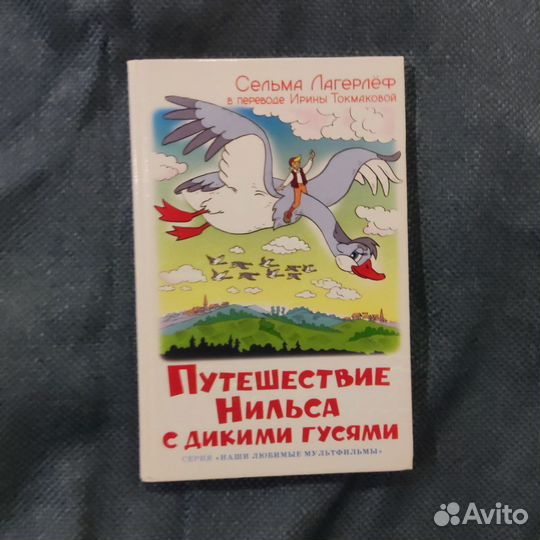 Сельма Лагерлёф
в переводе Ирины Токмаковой
Путешествие
Нильса
с дикими гусями
СЕРИЯ «НАШИ ЛЮБИМЫЕ МУЛЬТФИЛЬМЫ»
Avito